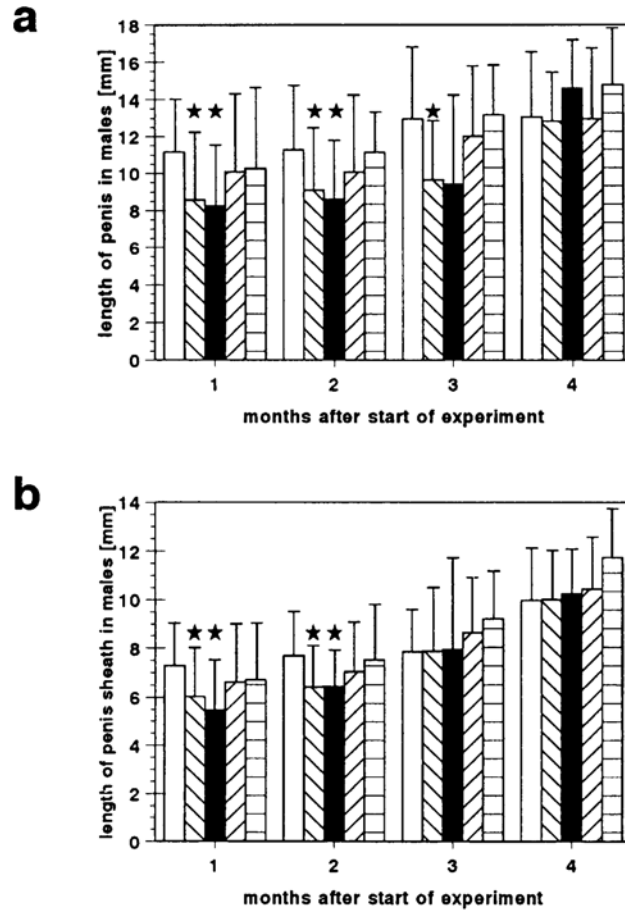 a
length of penis in males [mm]
18
16
14
12
10
8
6
4
2
0
★ ★
★ ★
★
1 2 3 4
months after start of experiment
b
length of penis sheath in males [mm]
14
12
10
8
6
4
2
0
★ ★
★ ★
1 2 3 4
months after start of experiment